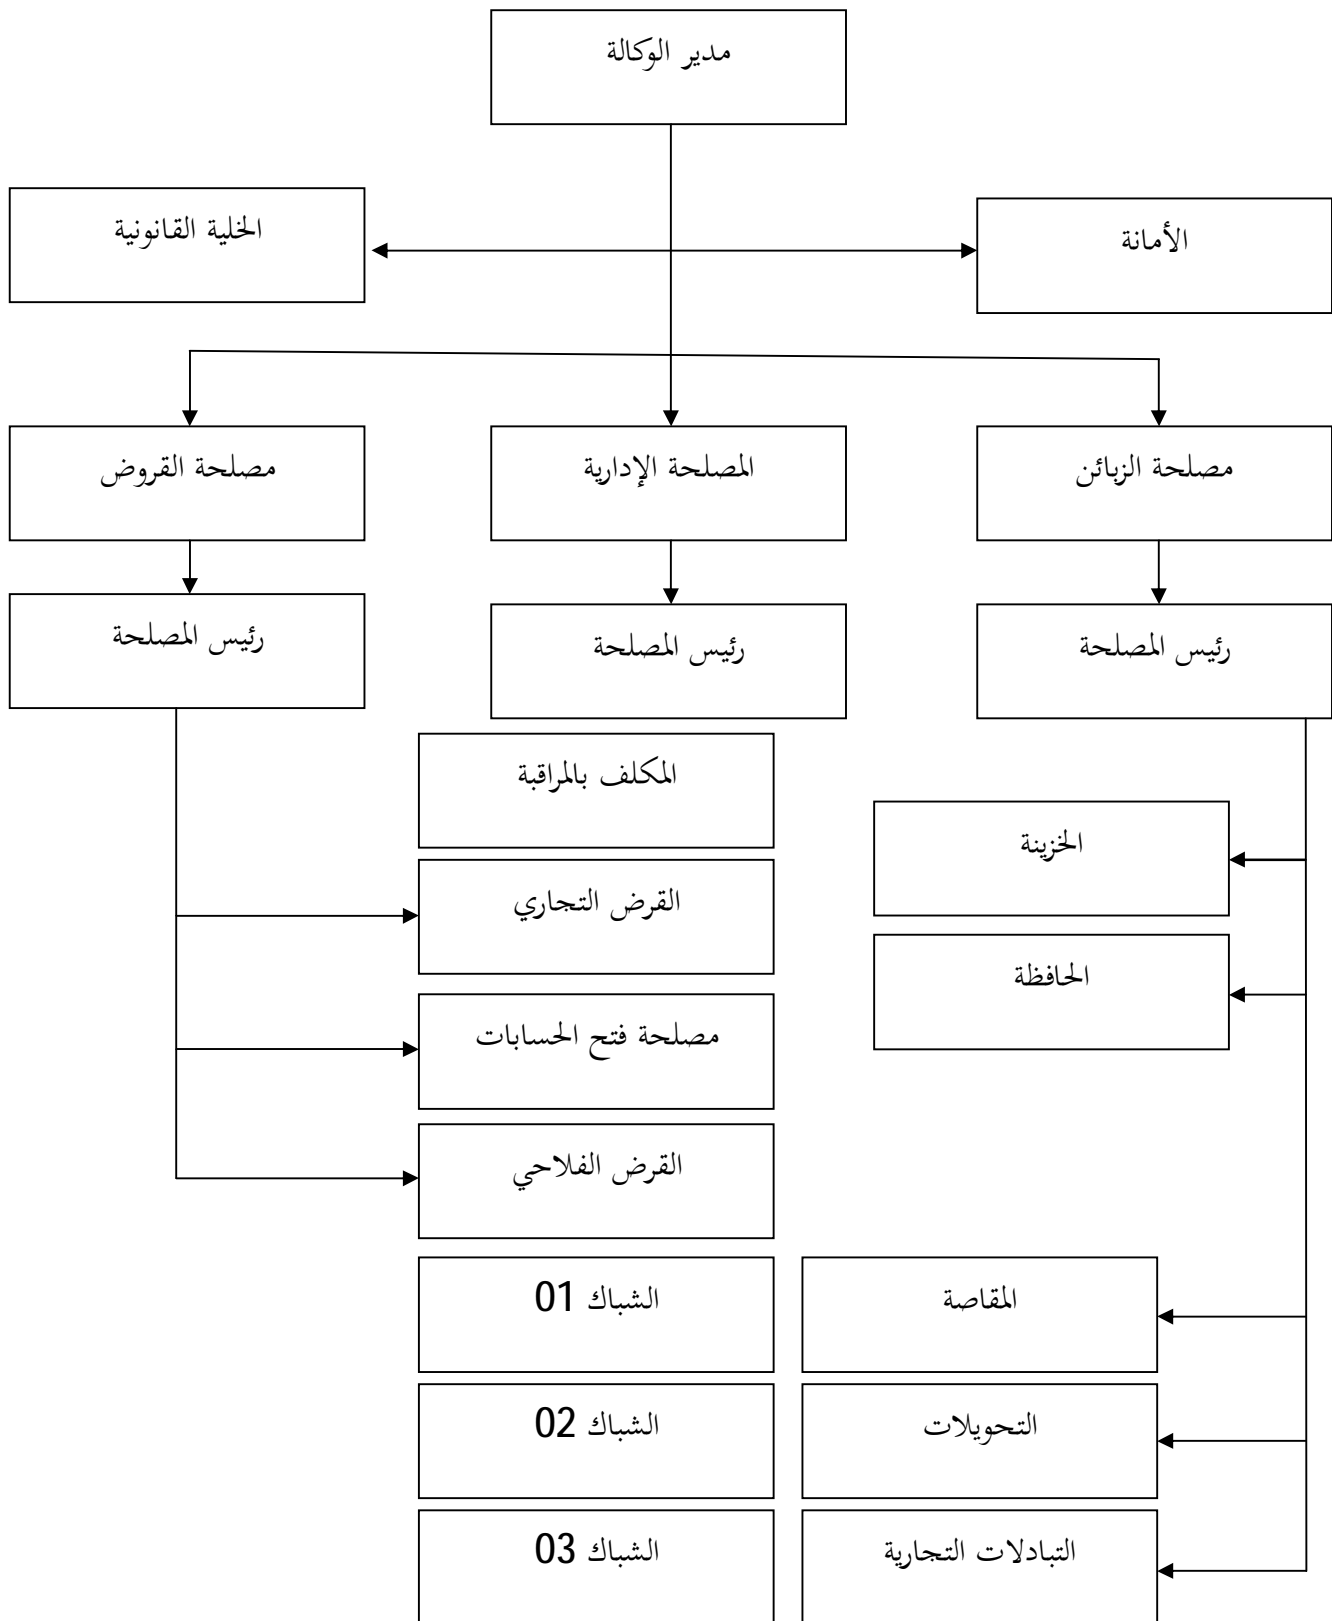 مدير الوكالة
الأمانة
الخلية القانونية
مصلحة الزبائن
المصلحة الإدارية
مصلحة القروض
رئيس المصلحة
رئيس المصلحة
رئيس المصلحة
المكلف بالمراقبة
الخزينة
القرض التجاري
الحافظة
مصلحة فتح الحسابات
القرض الفلاحي
المقاصة
الشباك 01
التحويلات
الشباك 02
التبادلات التجارية
الشباك 03